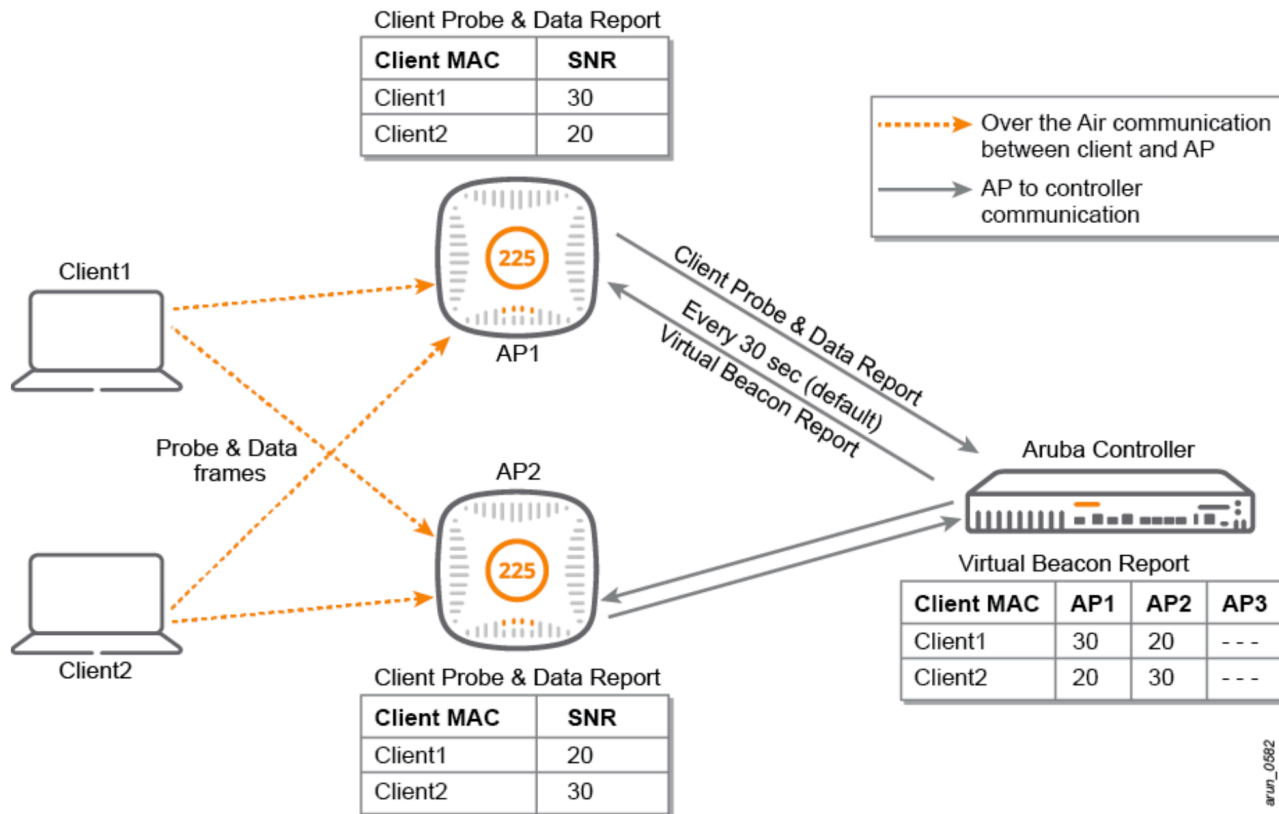 Client Probe & Data Report
Client MAC SNR
Client1 30
Client2 20
Over the Air communication
between client and AP
AP to controller
communication
Client1
225
AP1
Client Probe & Data Report
Every 30 sec (default)
Virtual Beacon Report
Probe & Data
frames
AP2
225
Aruba Controller
Client2
Virtual Beacon Report
Client MAC AP1 AP2 AP3
Client1 30 20 - - -
Client2 20 30 - - -
Client Probe & Data Report
Client MAC SNR
Client1 20
Client2 30
arun_0582